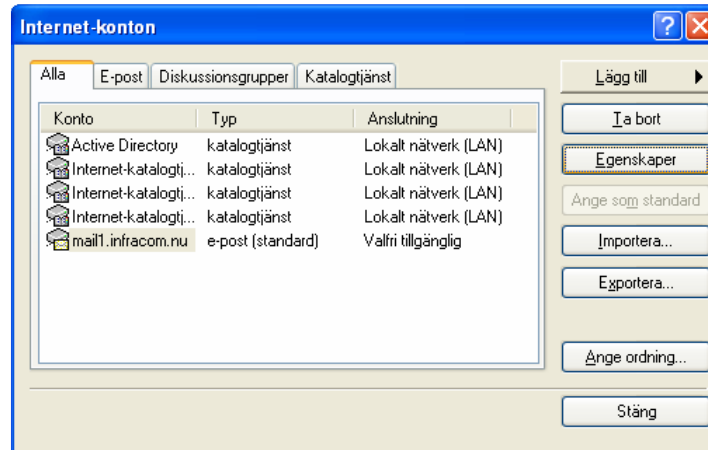 Internet-konton
Alla E-post Diskussionsgrupper Katalogtjänst
Konto Typ Anslutning
Active Directory katalogtjänst Lokalt nätverk (LAN)
Internet-katalogtj... katalogtjänst Lokalt nätverk (LAN)
Internet-katalogtj... katalogtjänst Lokalt nätverk (LAN)
Internet-katalogtj... katalogtjänst Lokalt nätverk (LAN)
mail1.infracom.nu e-post (standard) Valfri tillgänglig
Lägg till
Ta bort
Egenskaper
Ange som standard
Importera...
Exportera...
Ange ordning...
Stäng